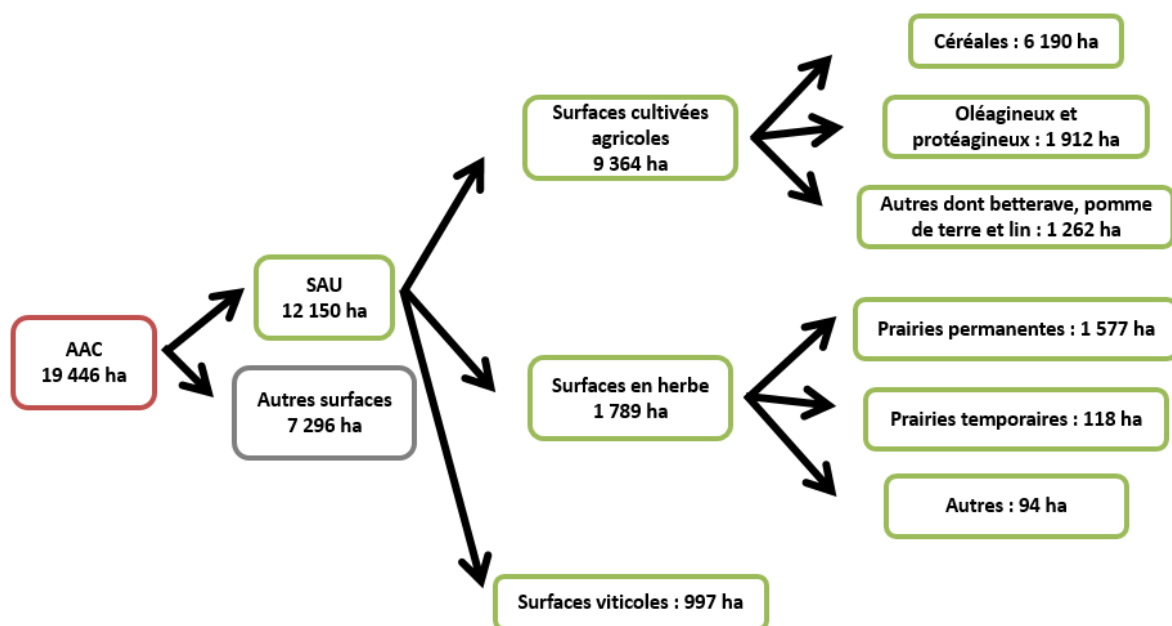 AAC
19 446 ha
SAU
12 150 ha
Autres surfaces
7 296 ha
Surfaces cultivées
agricoles
9 364 ha
Surfaces en herbe
1 789 ha
Surfaces viticoles : 997 ha
Céréales : 6 190 ha
Oléagineux et
protéagineux : 1 912 ha
Autres dont betterave, pomme
de terre et lin : 1 262 ha
Prairies permanentes : 1 577 ha
Prairies temporaires : 118 ha
Autres : 94 ha